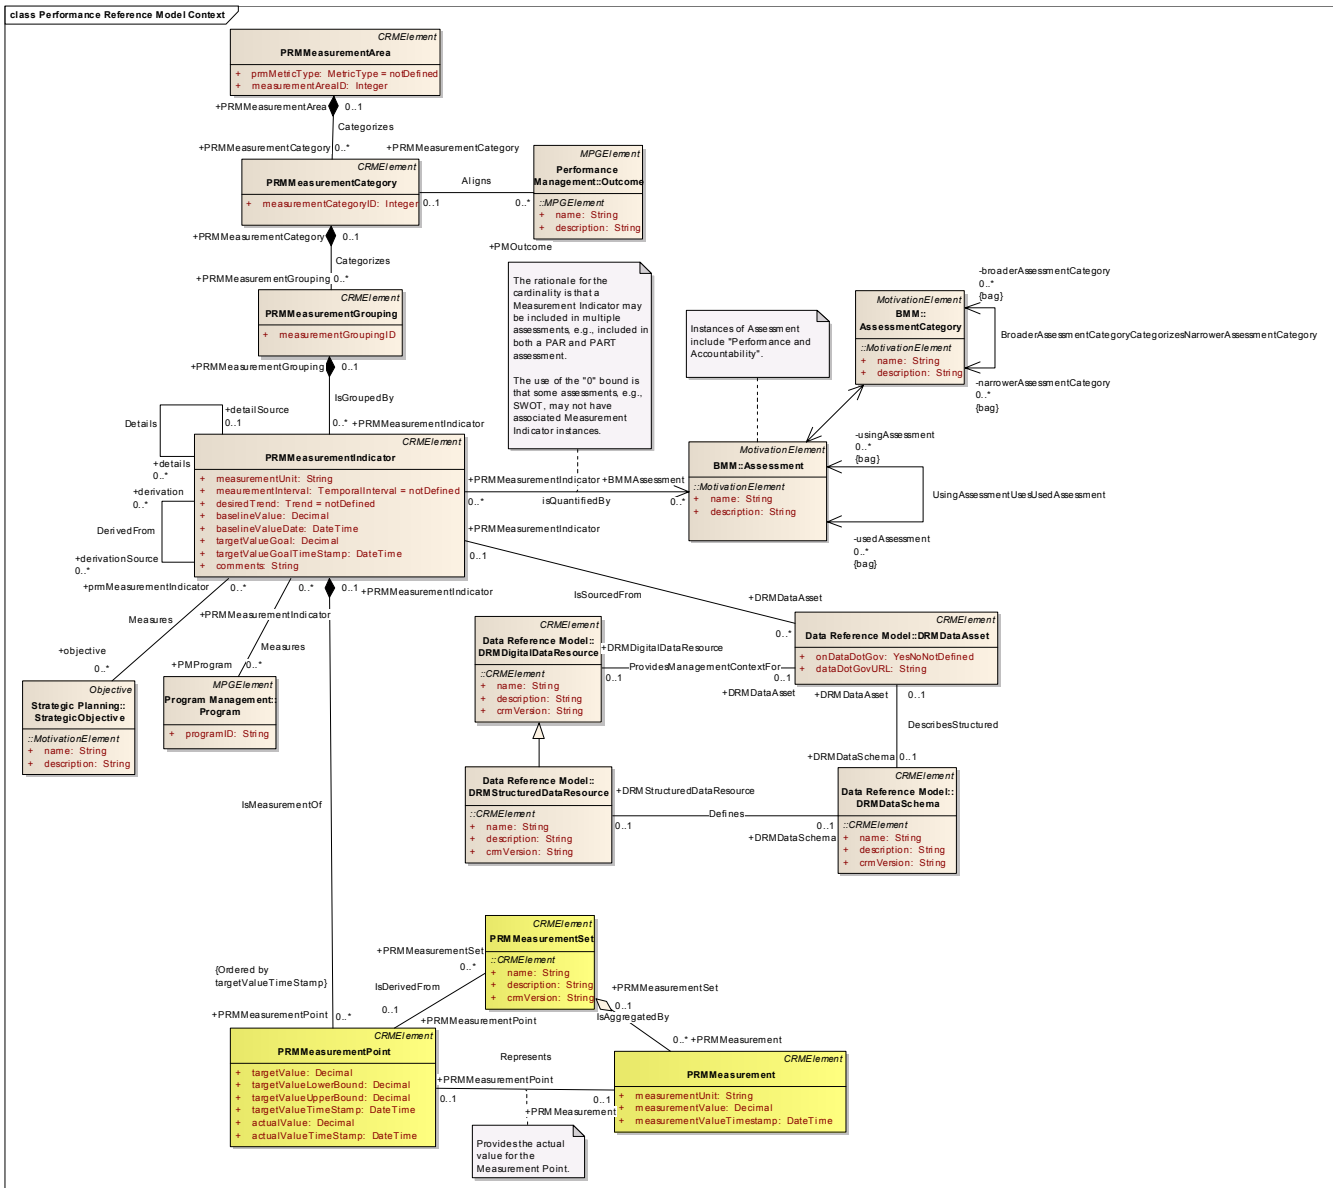 class Performance Reference Model Context
CRMElement
PRMMeasurementArea
+ prmMetricType: MetricType = notDefined
+ measurementAreaID: Integer
+PRMMeasurementArea 0..1
Categorizes
+PRMMeasurementCategory 0..*
+PRMMeasurementCategory
CRMElement
PRMMeasurementCategory
+ measurementCategoryID: Integer
0..1
Aligns
0..*
MPGElement
Performance
Management::Outcome
::MPGElement
+ name: String
+ description: String
+PMOutcome
+PRMMeasurementCategory 0..1
Categorizes
+PRMMeasurementGrouping 0..*
CRMElement
PRMMeasurementGrouping
+ measurementGroupingID
+PRMMeasurementGrouping 0..1
IsGroupedBy
0..* +PRMMeasurementIndicator
The rationale for the
cardinality is that a
Measurement Indicator may
be included in multiple
assessments, e.g., included in
both a PAR and PART
assessment.
The use of the "0" bound is
that some assessments, e.g.,
SWOT, may not have
associated Measurement
Indicator instances.
Instances of Assessment
include "Performance and
Accountability".
-broaderAssessmentCategory
0..*
{bag}
MotivationElement
BMM::
AssessmentCategory
::MotivationElement
+ name: String
+ description: String
BroaderAssessmentCategoryCategorizesNarrowerAssessmentCategory
-narrowerAssessmentCategory
0..*
{bag}
+detailSource
0..1
Details
+details
0..*
+derivation
0..*
DerivedFrom
+derivationSource
0..*
CRMElement
PRMMeasurementIndicator
+ measurementUnit: String
+ meaurementInterval: TemporalInterval = notDefined
+ desiredTrend: Trend = notDefined
+ baselineValue: Decimal
+ baselineValueDate: DateTime
+ targetValueGoal: Decimal
+ targetValueGoalTimeStamp: DateTime
+ comments: String
+PRMMeasurementIndicator +BMMAssessment
0..*
isQuantifiedBy
0..*
MotivationElement
BMM::Assessment
::MotivationElement
+ name: String
+ description: String
-usingAssessment
0..*
{bag}
UsingAssessmentUsesUsedAssessment
-usedAssessment
0..*
{bag}
+PRMMeasurementIndicator
0..1
IsSourcedFrom
+DRMDataAsset
0..*
+prmMeasurementIndicator 0..*
Measures
+objective
0..*
0..*
+PRMMeasurementIndicator
Measures
+PMProgram 0..*
0..1 +PRMMeasurementIndicator
Objective
Strategic Planning::
StrategicObjective
::MotivationElement
+ name: String
+ description: String
MPGElement
Program Management::
Program
+ programID: String
CRMElement
Data Reference Model::
DRMDigitalDataResource
::CRMElement
+ name: String
+ description: String
+ crmVersion: String
+DRMDigitalDataResource
ProvidesManagementContextFor
0..1
0..1
+DRMDataAsset
CRMElement
Data Reference Model::DRMDataAsset
+ onDataDotGov: YesNoNotDefined
+ dataDotGovURL: String
+DRMDataAsset 0..1
DescribesStructured
+DRMDataSchema 0..1
Data Reference Model::
DRMStructuredDataResource
::CRMElement
+ name: String
+ description: String
+ crmVersion: String
+DRMStructuredDataResource
0..1
Defines
0..1
+DRMDataSchema
CRMElement
Data Reference Model::
DRMDataSchema
::CRMElement
+ name: String
+ description: String
+ crmVersion: String
IsMeasurementOf
{Ordered by
targetValueTimeStamp}
+PRMMeasurementPoint 0..*
+PRMMeasurementSet
0..*
IsDerivedFrom
0..1
+PRMMeasurementPoint
CRMElement
PRMMeasurementSet
::CRMElement
+ name: String
+ description: String
+ crmVersion: String
+PRMMeasurementSet
0..1
IsAggregatedBy
0..* +PRMMeasurement
CRMElement
PRMMeasurementPoint
+ targetValue: Decimal
+ targetValueLowerBound: Decimal
+ targetValueUpperBound: Decimal
+ targetValueTimeStamp: DateTime
+ actualValue: Decimal
+ actualValueTimeStamp: DateTime
Represents
+PRMMeasurementPoint
0..1
0..1
+PRMMeasurement
CRMElement
PRMMeasurement
+ measurementUnit: String
+ measurementValue: Decimal
+ measurementValueTimestamp: DateTime
Provides the actual
value for the
Measurement Point.